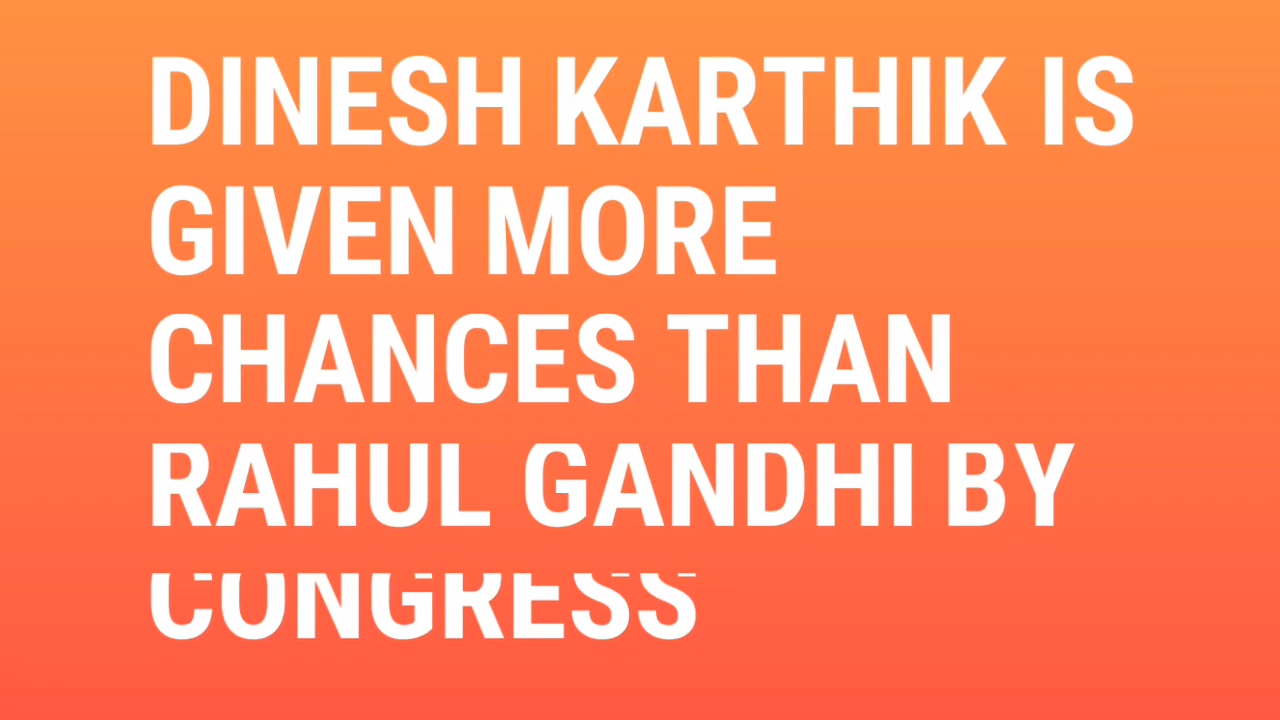 DINESH KARTHIK IS
GIVEN MORE
CHANCES THAN
RAHUL GANDHI BY
CONGRESS